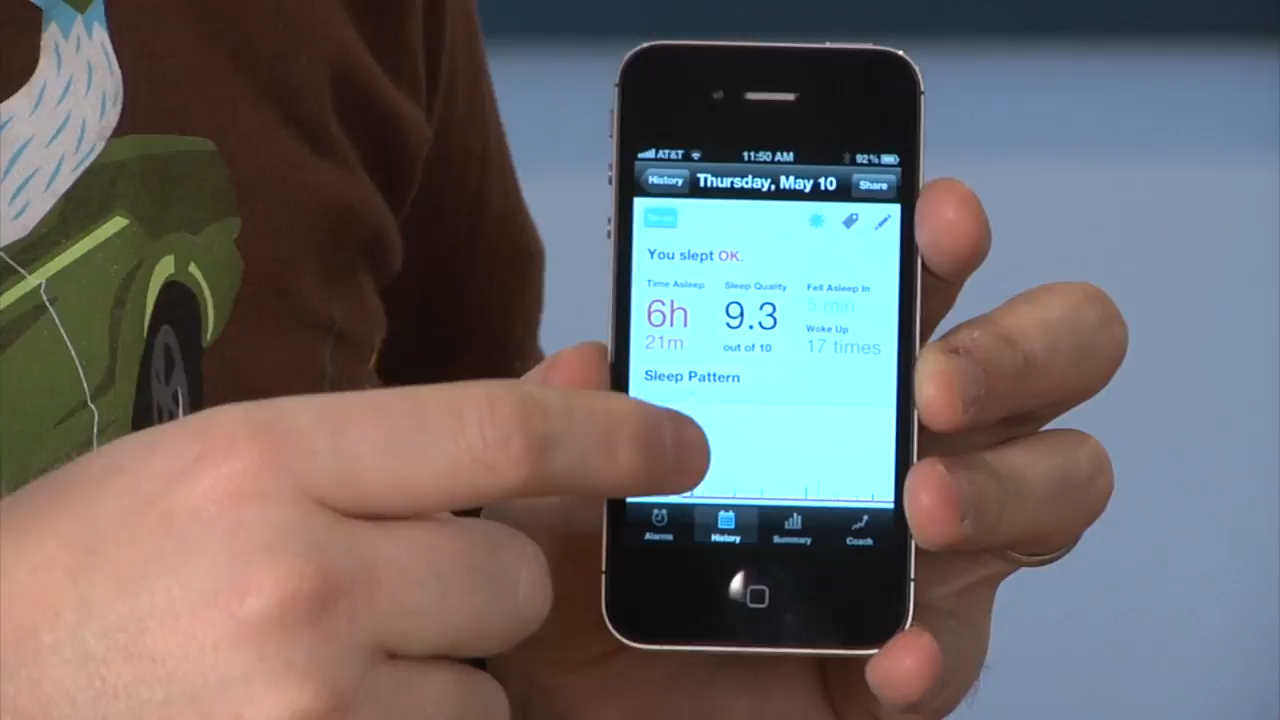 AT&T 11:50 AM 92%
History Thursday, May 10 Share
You slept OK.
Time Asleep Sleep Quality Fell Asleep In
6h 9.3 5 min
21m out of 10 Woke Up
17 times
Sleep Pattern
Alarms History Summary Coach